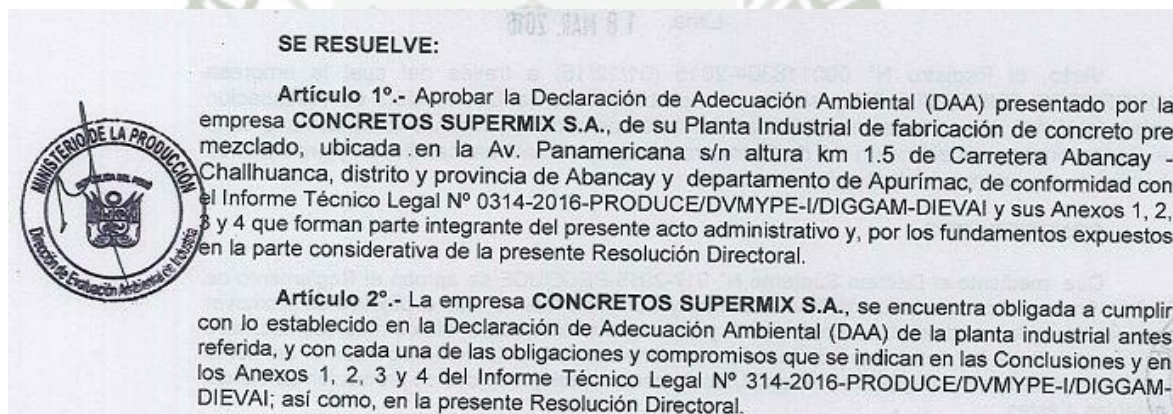 18 MAR. 2016
SE RESUELVE:
Artículo 1º.- Aprobar la Declaración de Adecuación Ambiental (DAA) presentado por la
empresa CONCRETOS SUPERMIX S.A., de su Planta Industrial de fabricación de concreto pre
mezclado, ubicada en la Av. Panamericana s/n altura km 1.5 de Carretera Abancay -
Challhuanca, distrito y provincia de Abancay y departamento de Apurímac, de conformidad con
el Informe Técnico Legal Nº 0314-2016-PRODUCE/DVMYPE-I/DIGGAM-DIEVAI y sus Anexos 1, 2,
3 y 4 que forman parte integrante del presente acto administrativo y, por los fundamentos expuestos
en la parte considerativa de la presente Resolución Directoral.
MINISTERIO DE LA PRODUCCIÓN
REPÚBLICA DEL PERÚ
Dirección de Evaluación Ambiental de Industria
Artículo 2º.- La empresa CONCRETOS SUPERMIX S.A., se encuentra obligada a cumplir
con lo establecido en la Declaración de Adecuación Ambiental (DAA) de la planta industrial antes
referida, y con cada una de las obligaciones y compromisos que se indican en las Conclusiones y en
los Anexos 1, 2, 3 y 4 del Informe Técnico Legal Nº 314-2016-PRODUCE/DVMYPE-I/DIGGAM-
DIEVAI; así como, en la presente Resolución Directoral.